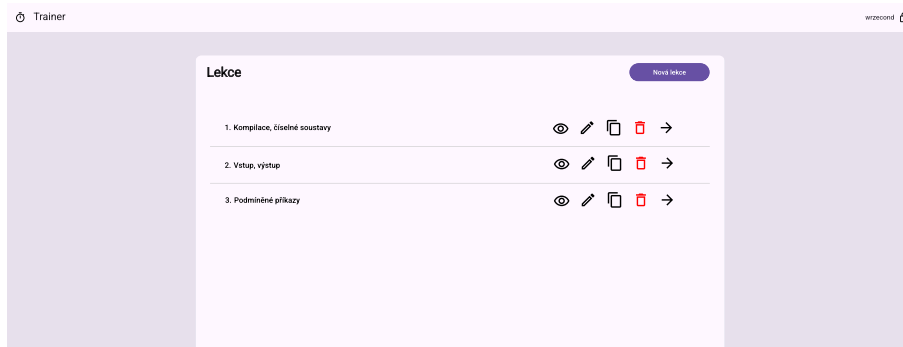 Trainer
wrzecond
Lekce
Nová lekce
1. Kompilace, číselné soustavy
2. Vstup, výstup
3. Podmíněné příkazy